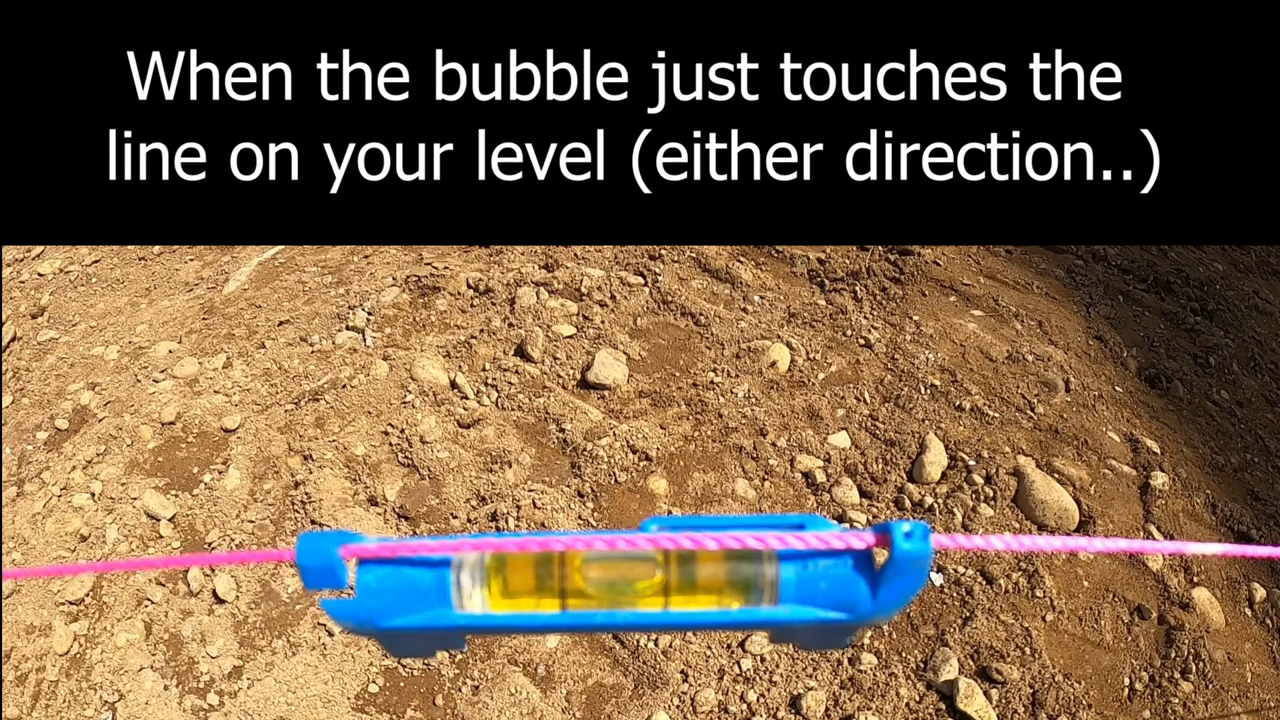 When the bubble just touches the
line on your level (either direction..)